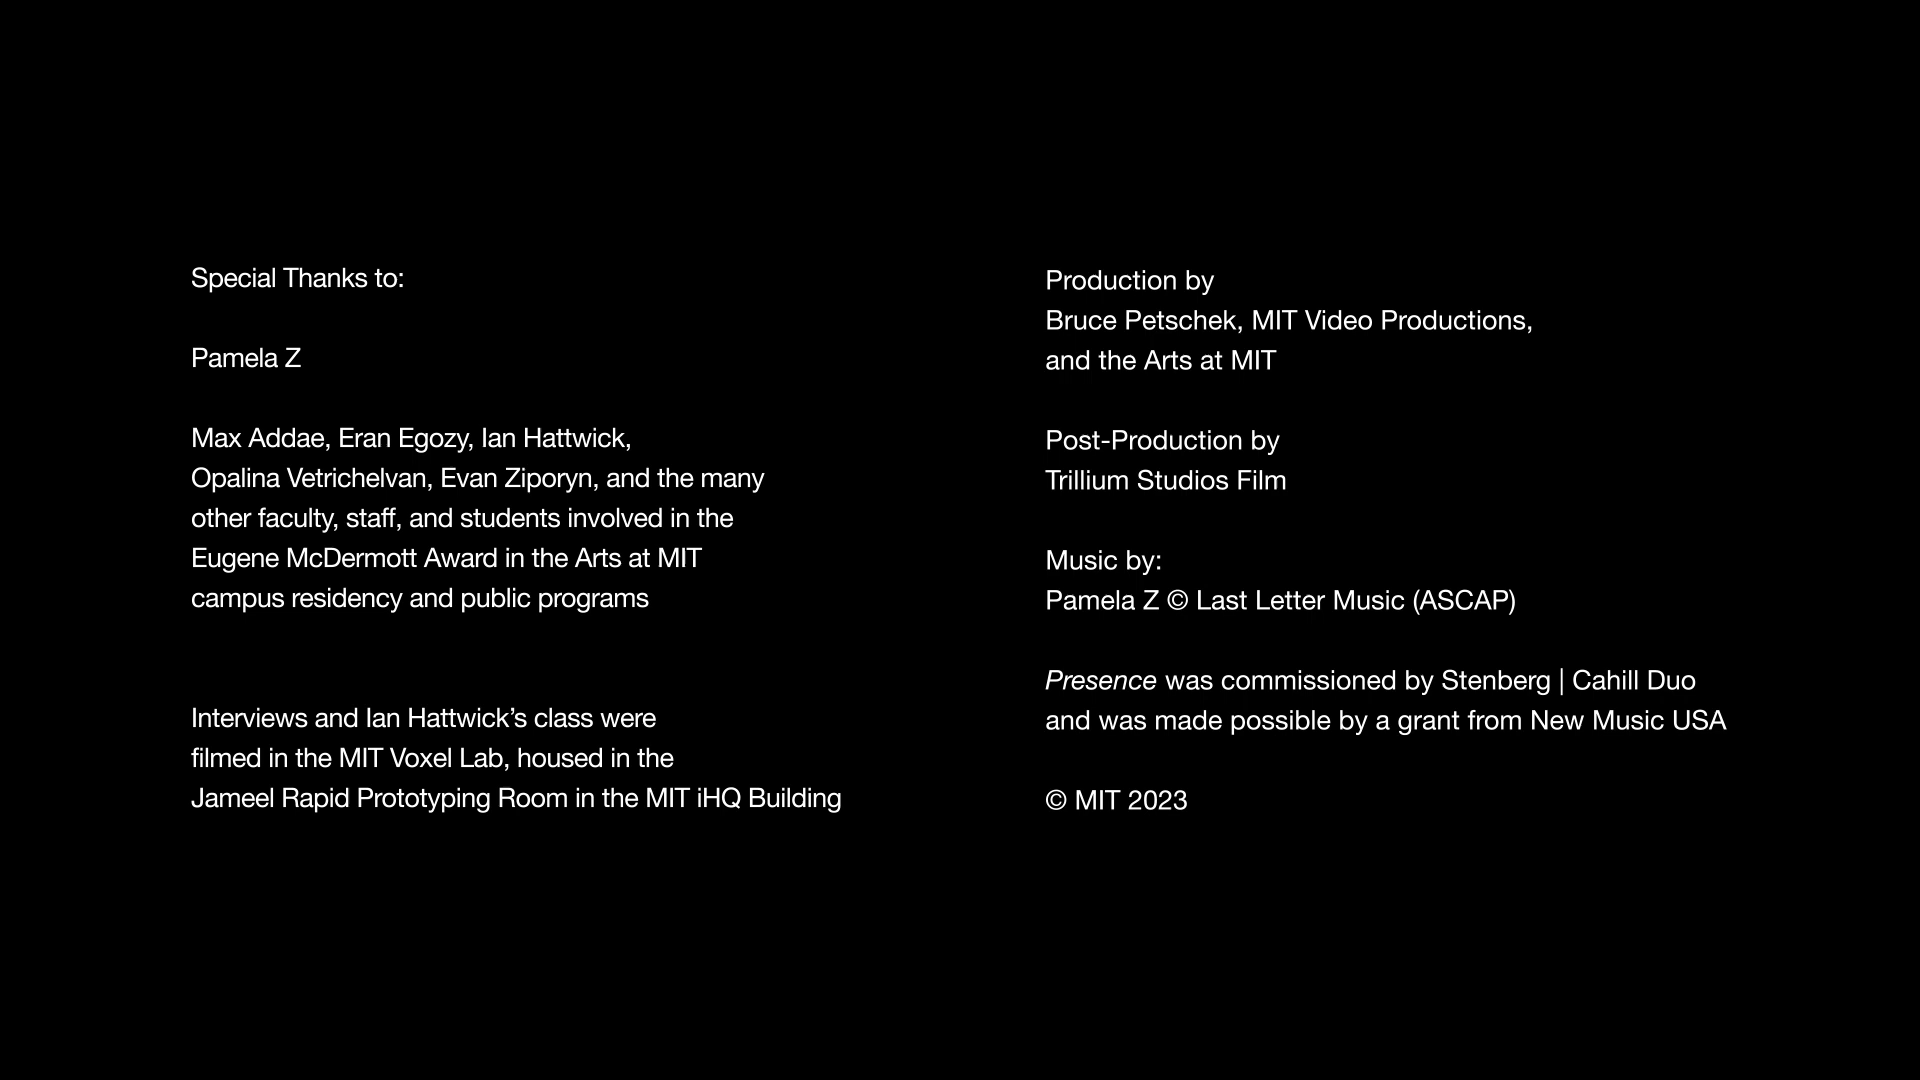 Special Thanks to:
Pamela Z
Max Addae, Eran Egozy, Ian Hattwick,
Opalina Vetrichelvan, Evan Ziporyn, and the many
other faculty, staff, and students involved in the
Eugene McDermott Award in the Arts at MIT
campus residency and public programs
Interviews and Ian Hattwick’s class were
filmed in the MIT Voxel Lab, housed in the
Jameel Rapid Prototyping Room in the MIT iHQ Building
Production by
Bruce Petschek, MIT Video Productions,
and the Arts at MIT
Post-Production by
Trillium Studios Film
Music by:
Pamela Z © Last Letter Music (ASCAP)
Presence was commissioned by Stenberg | Cahill Duo
and was made possible by a grant from New Music USA
© MIT 2023